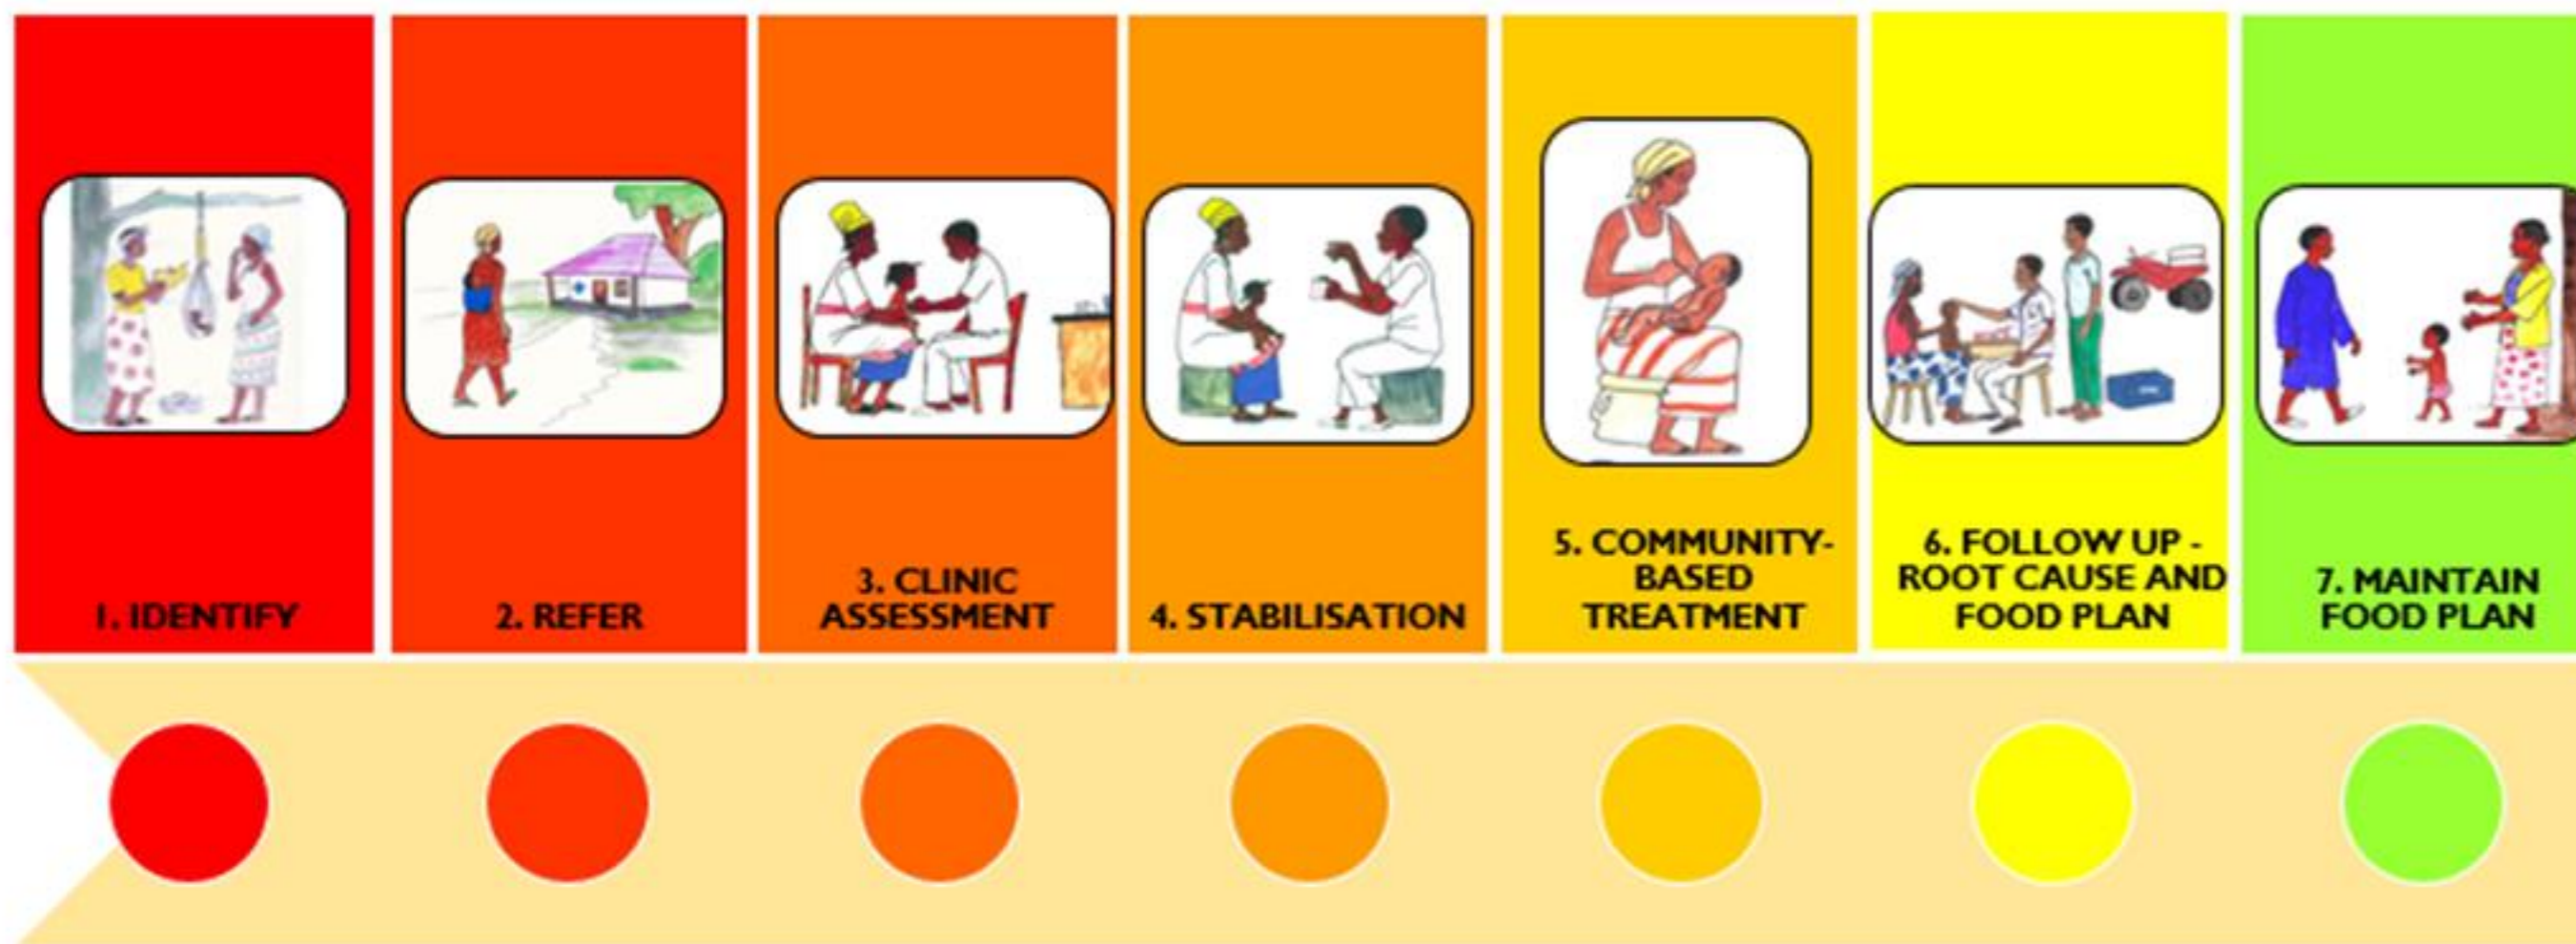 1. IDENTIFY
2. REFER
3. CLINIC
ASSESSMENT
4. STABILISATION
5. COMMUNITY-
BASED
TREATMENT
6. FOLLOW UP -
ROOT CAUSE AND
FOOD PLAN
7. MAINTAIN
FOOD PLAN